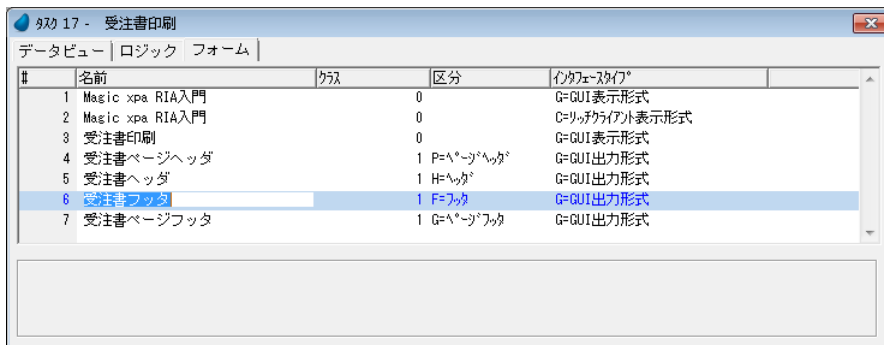 ﾀｽｸ 17 - 受注書印刷
データビュー ロジック フォーム
# 名前 ｸﾗｽ 区分 ｲﾝﾀﾌｪｰｽﾀｲﾌﾟ
1 Magic xpa RIA入門 0 G=GUI表示形式
2 Magic xpa RIA入門 0 C=ﾘｯﾁｸﾗｲｱﾝﾄ表示形式
3 受注書印刷 0 G=GUI表示形式
4 受注書ページヘッダ 1 P=ﾍﾟｰｼﾞﾍｯﾀﾞ G=GUI出力形式
5 受注書ヘッダ 1 H=ﾍｯﾀﾞ G=GUI出力形式
6 受注書フッタ 1 F=ﾌｯﾀ G=GUI出力形式
7 受注書ページフッタ 1 G=ﾍﾟｰｼﾞﾌｯﾀ G=GUI出力形式